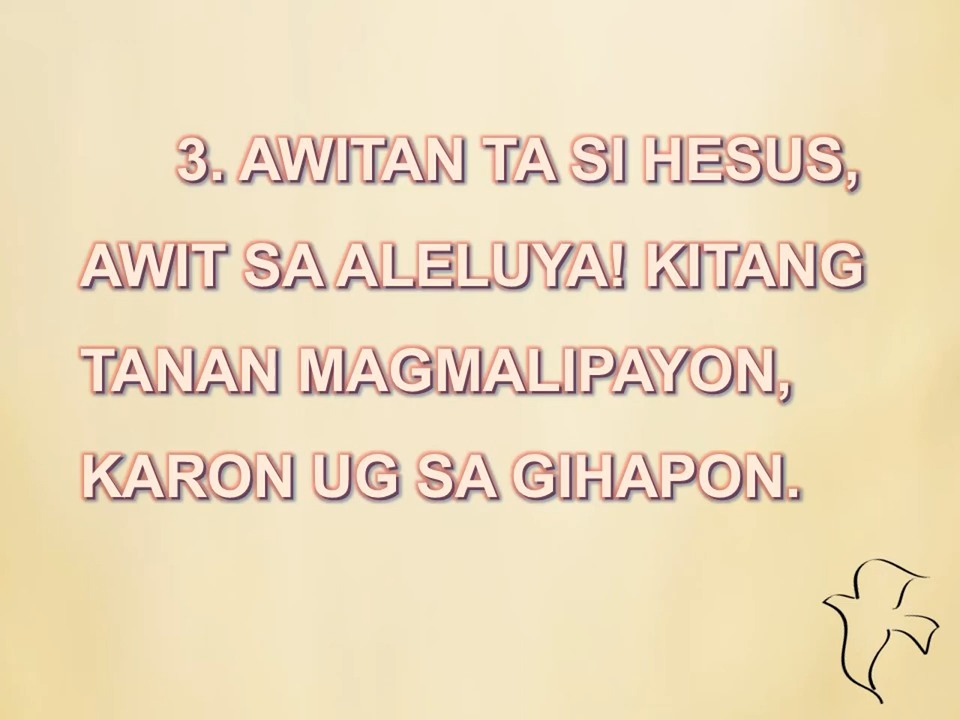 3. AWITAN TA SI HESUS,
AWIT SA ALELUYA! KITANG
TANAN MAGMALIPAYON,
KARON UG SA GIHAPON.